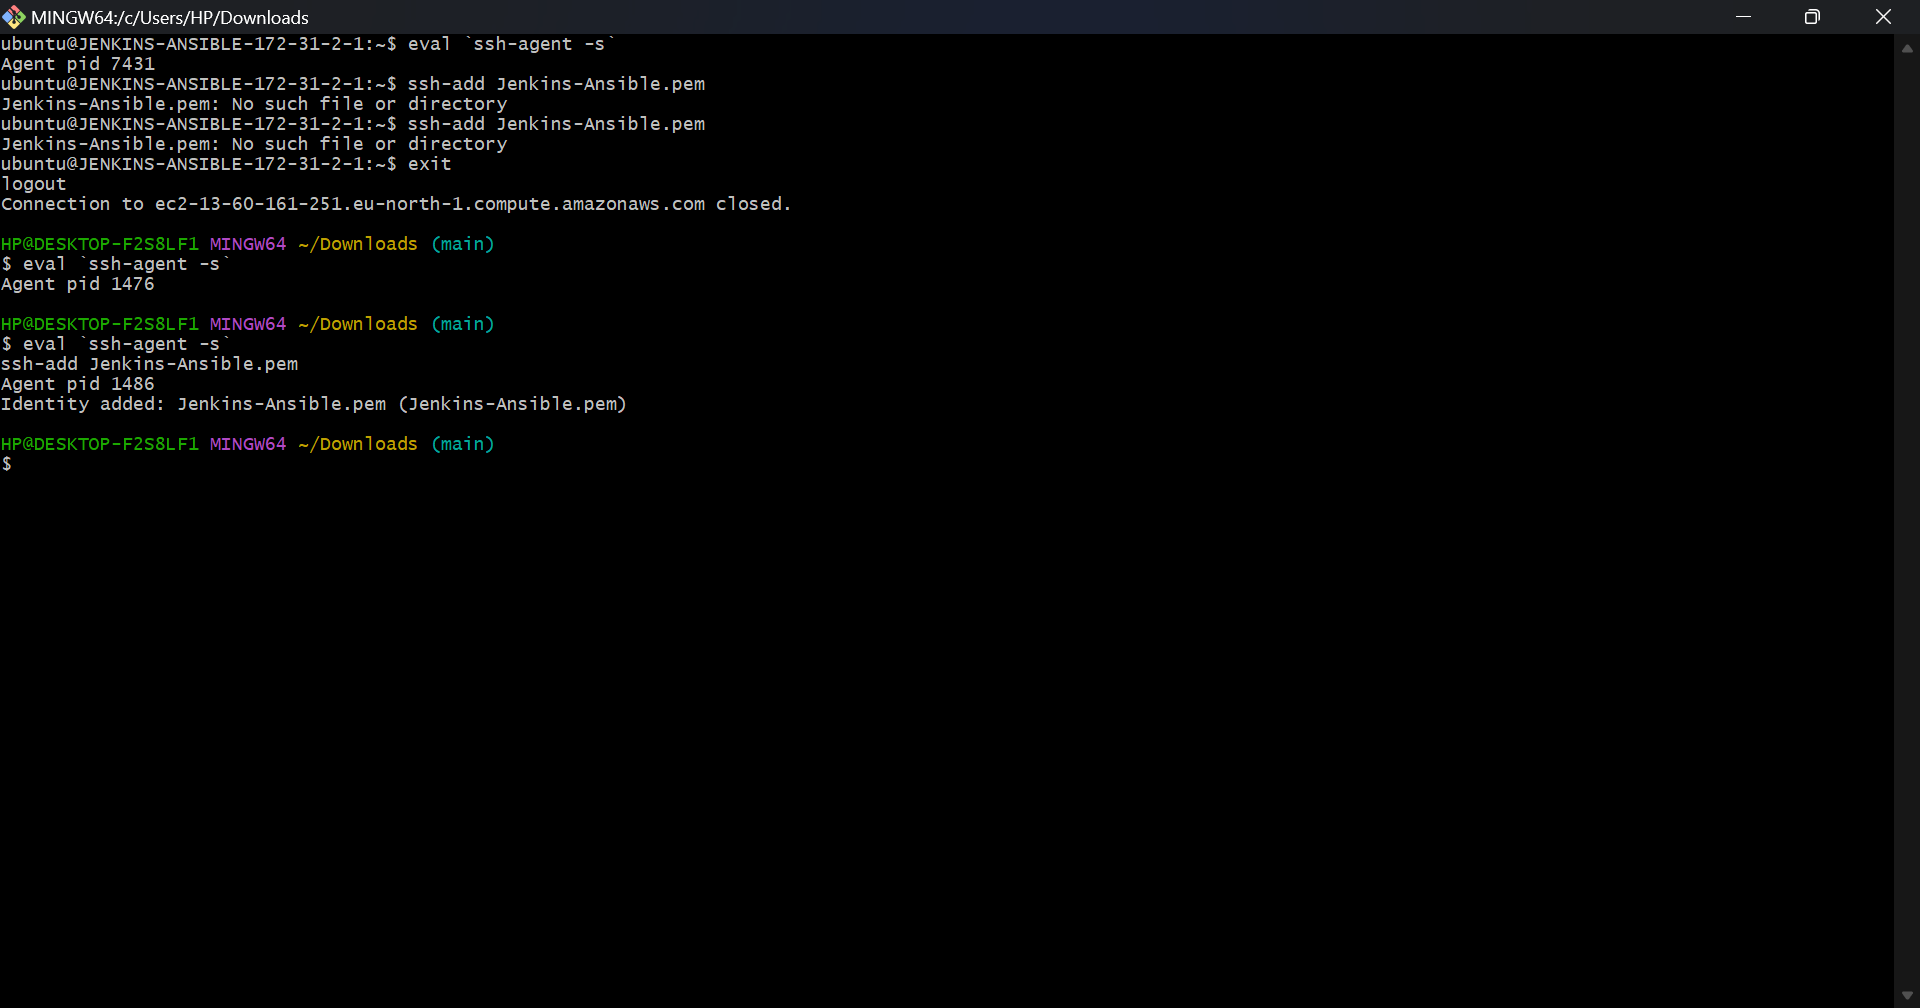 MINGW64:/c/Users/HP/Downloads
ubuntu@JENKINS-ANSIBLE-172-31-2-1:~$ eval `ssh-agent -s`
Agent pid 7431
ubuntu@JENKINS-ANSIBLE-172-31-2-1:~$ ssh-add Jenkins-Ansible.pem
Jenkins-Ansible.pem: No such file or directory
ubuntu@JENKINS-ANSIBLE-172-31-2-1:~$ ssh-add Jenkins-Ansible.pem
Jenkins-Ansible.pem: No such file or directory
ubuntu@JENKINS-ANSIBLE-172-31-2-1:~$ exit
logout
Connection to ec2-13-60-161-251.eu-north-1.compute.amazonaws.com closed.
HP@DESKTOP-F2S8LF1 MINGW64 ~/Downloads (main)
$ eval `ssh-agent -s`
Agent pid 1476
HP@DESKTOP-F2S8LF1 MINGW64 ~/Downloads (main)
$ eval `ssh-agent -s`
ssh-add Jenkins-Ansible.pem
Agent pid 1486
Identity added: Jenkins-Ansible.pem (Jenkins-Ansible.pem)
HP@DESKTOP-F2S8LF1 MINGW64 ~/Downloads (main)
$